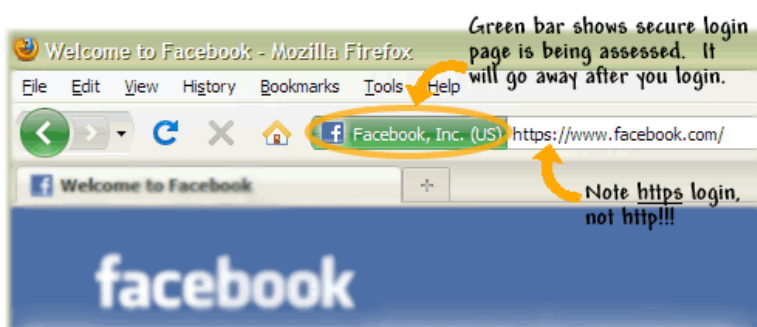 Green bar shows secure login
page is being assessed. It
will go away after you login.
Welcome to Facebook - Mozilla Firefox
File Edit View History Bookmarks Tools Help
Facebook, Inc. (US) https://www.facebook.com/
Welcome to Facebook
Note https login,
not http!!!
facebook